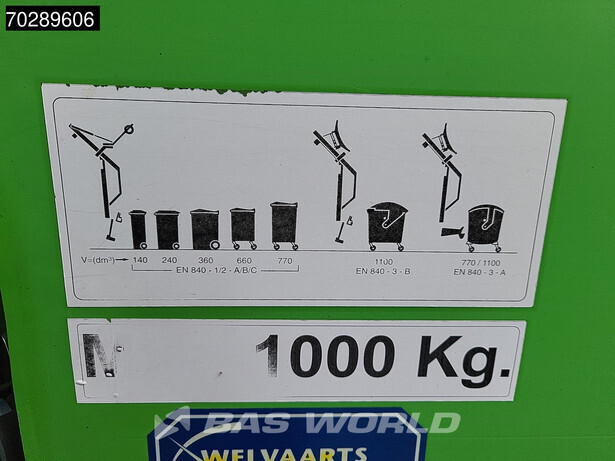 70289606
V=(dm³) 140 240 360 660 770 1100 770 / 1100
EN 840 - 1/2 - A/B/C EN 840 - 3 - B EN 840 - 3 - A
1000 Kg.
BAS WORLD
WELVAARTS